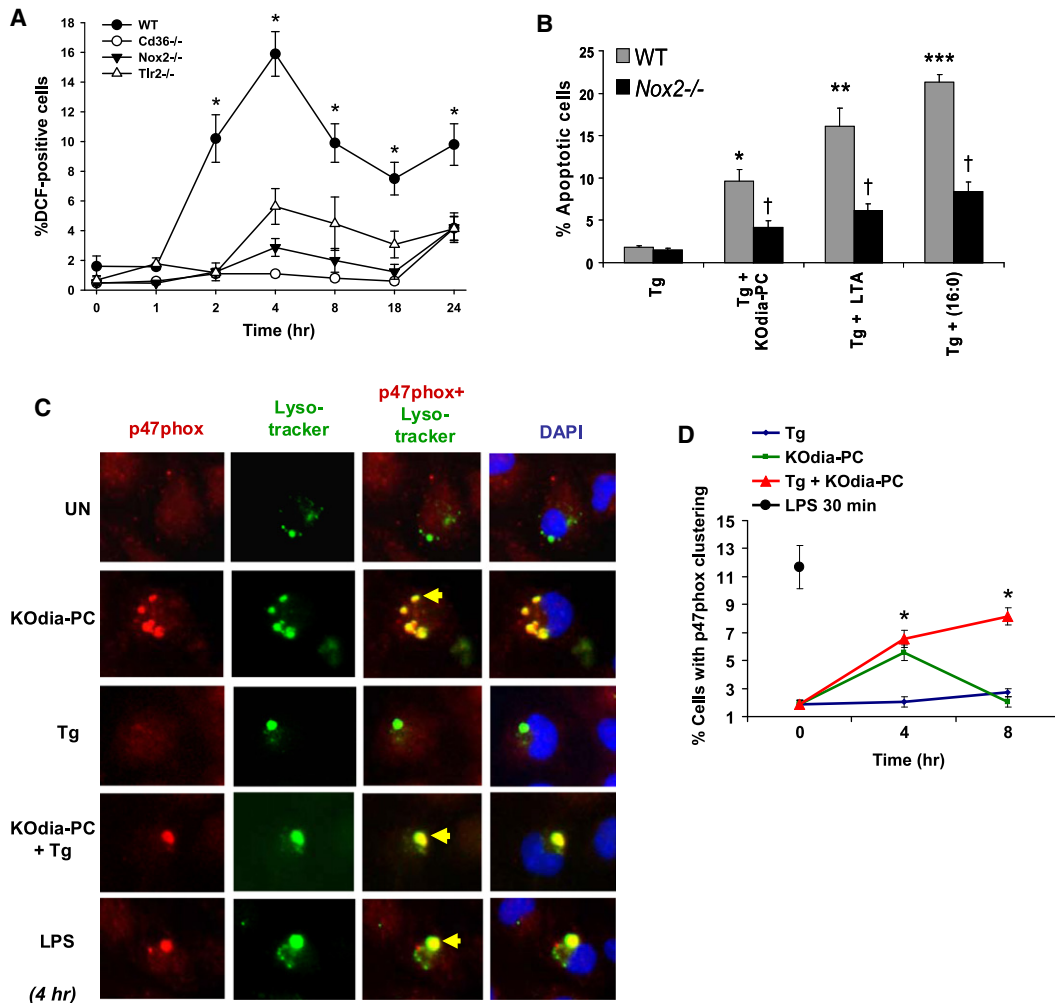 A
18
16
14
12
10
8
6
4
2
0
%DCF-positive cells
WT
Cd36-/-
Nox2-/-
Tlr2-/-
*
*
*
*
*
0 1 2 4 8 18 24
Time (hr)
B
25
20
15
10
5
0
% Apoptotic cells
WT
Nox2-/-
*
**
***
†
†
†
Tg
Tg +
KOdia-PC
Tg + LTA
Tg + (16:0)
C
p47phox
Lyso-
tracker
p47phox+
Lyso-
tracker
DAPI
UN
KOdia-PC
Tg
KOdia-PC
+ Tg
LPS
(4 hr)
D
Tg
KOdia-PC
Tg + KOdia-PC
LPS 30 min
15
13
11
9
7
5
3
1
% Cells with p47phox clustering
*
*
0 4 8
Time (hr)